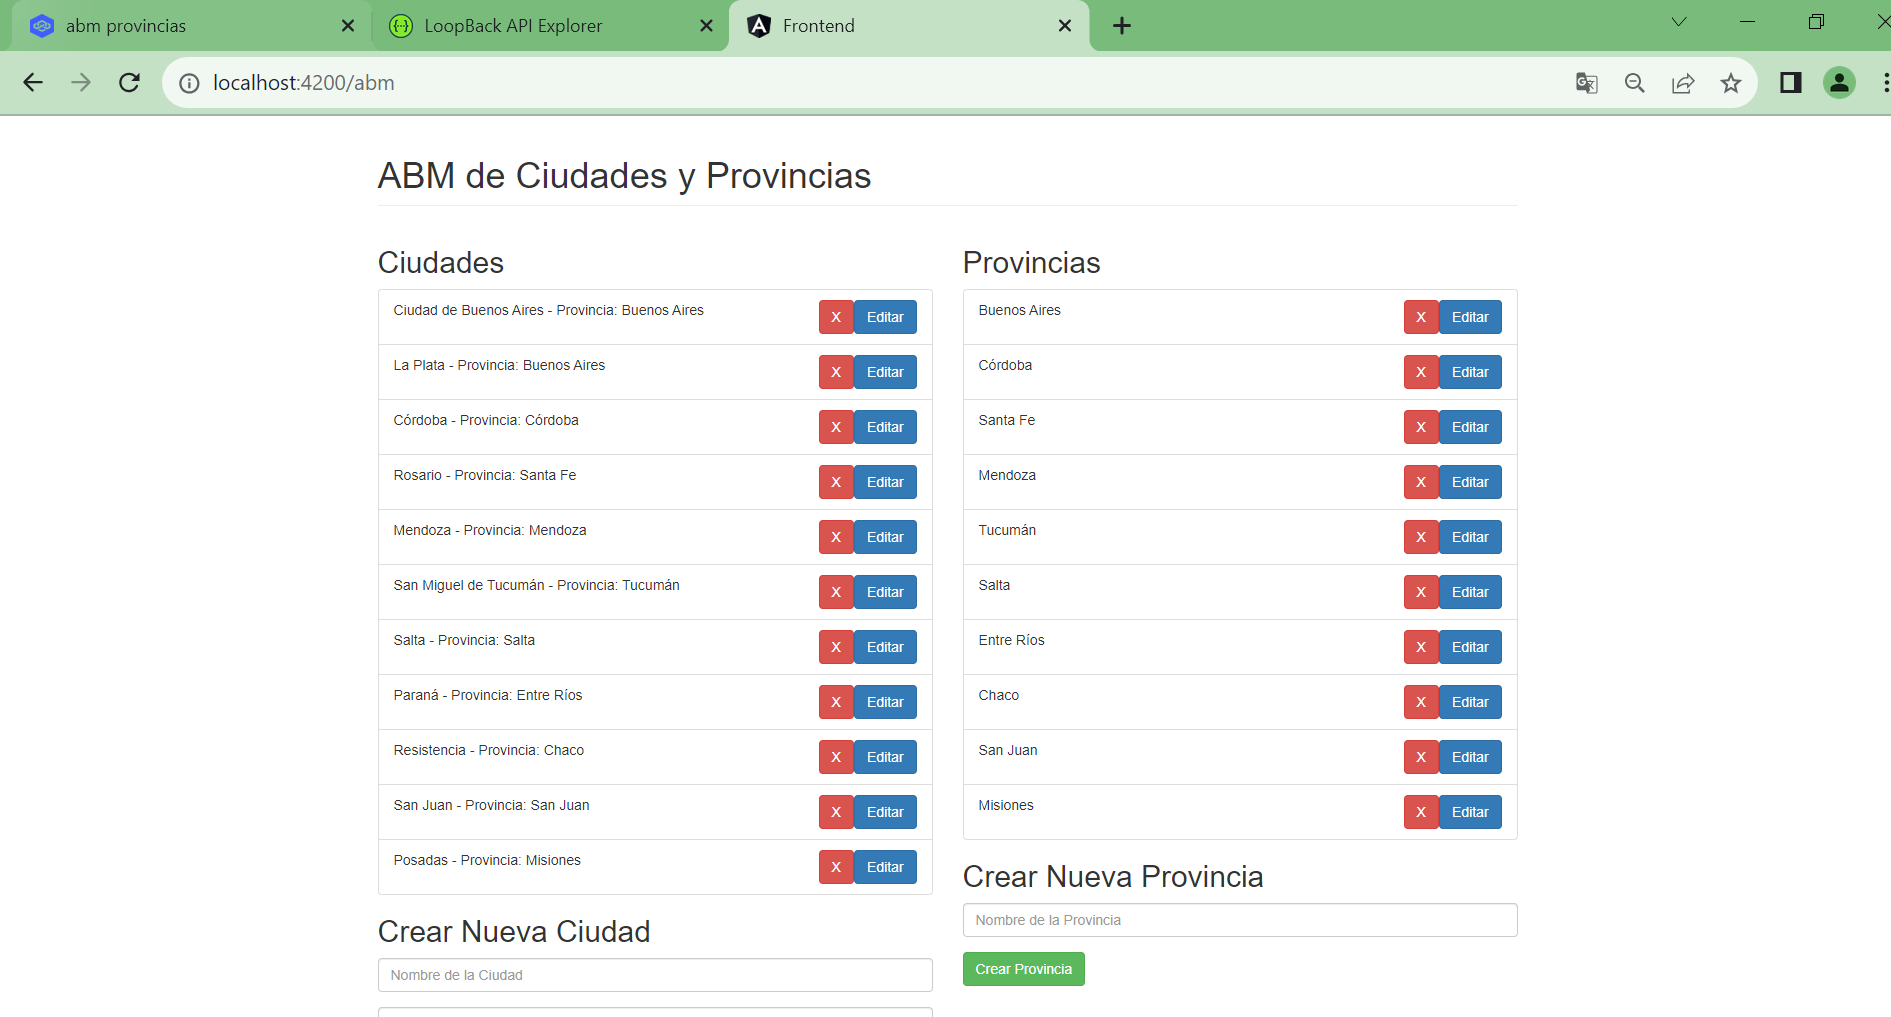 abm provincias
LoopBack API Explorer
Frontend
localhost:4200/abm
ABM de Ciudades y Provincias
Ciudades
Ciudad de Buenos Aires - Provincia: Buenos Aires X Editar
La Plata - Provincia: Buenos Aires X Editar
Córdoba - Provincia: Córdoba X Editar
Rosario - Provincia: Santa Fe X Editar
Mendoza - Provincia: Mendoza X Editar
San Miguel de Tucumán - Provincia: Tucumán X Editar
Salta - Provincia: Salta X Editar
Paraná - Provincia: Entre Ríos X Editar
Resistencia - Provincia: Chaco X Editar
San Juan - Provincia: San Juan X Editar
Posadas - Provincia: Misiones X Editar
Crear Nueva Ciudad
Nombre de la Ciudad
Provincias
Buenos Aires X Editar
Córdoba X Editar
Santa Fe X Editar
Mendoza X Editar
Tucumán X Editar
Salta X Editar
Entre Ríos X Editar
Chaco X Editar
San Juan X Editar
Misiones X Editar
Crear Nueva Provincia
Nombre de la Provincia
Crear Provincia